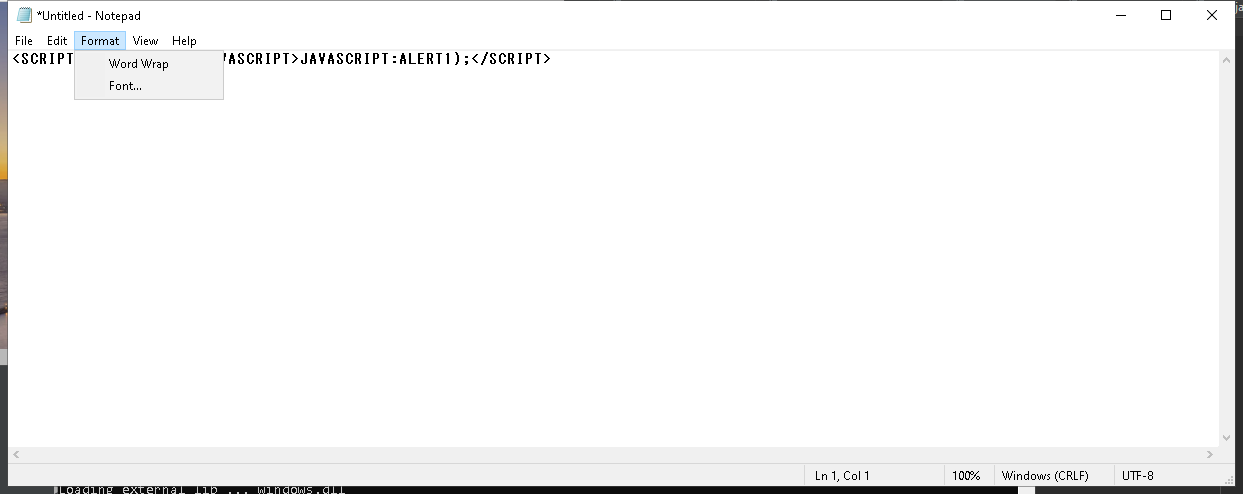 *Untitled - Notepad
File Edit Format View Help
<SCRIPT VASCRIPT>JAVASCRIPT:ALERT1);</SCRIPT>
Word Wrap
Font...
Ln 1, Col 1 100% Windows (CRLF) UTF-8
Loading external lib ... windows.dll